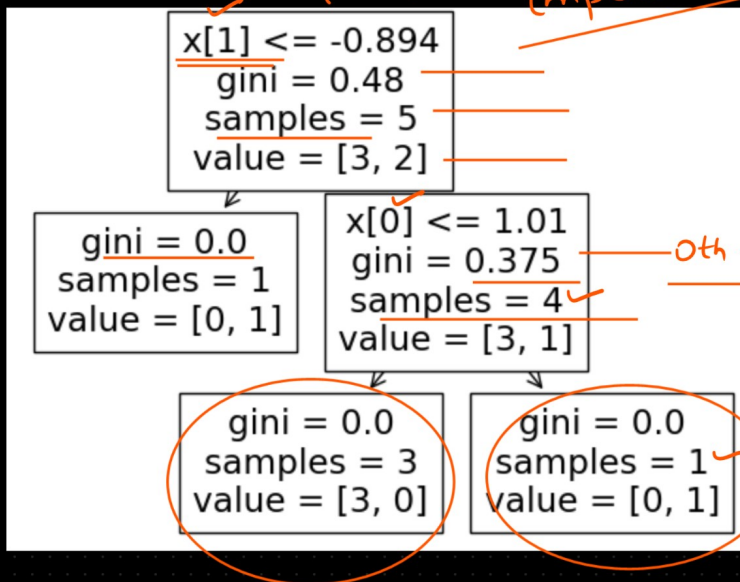 x[1] <= -0.894
gini = 0.48
samples = 5
value = [3, 2]
gini = 0.0
samples = 1
value = [0, 1]
x[0] <= 1.01
gini = 0.375
samples = 4
value = [3, 1]
0th
gini = 0.0
samples = 3
value = [3, 0]
gini = 0.0
samples = 1
value = [0, 1]